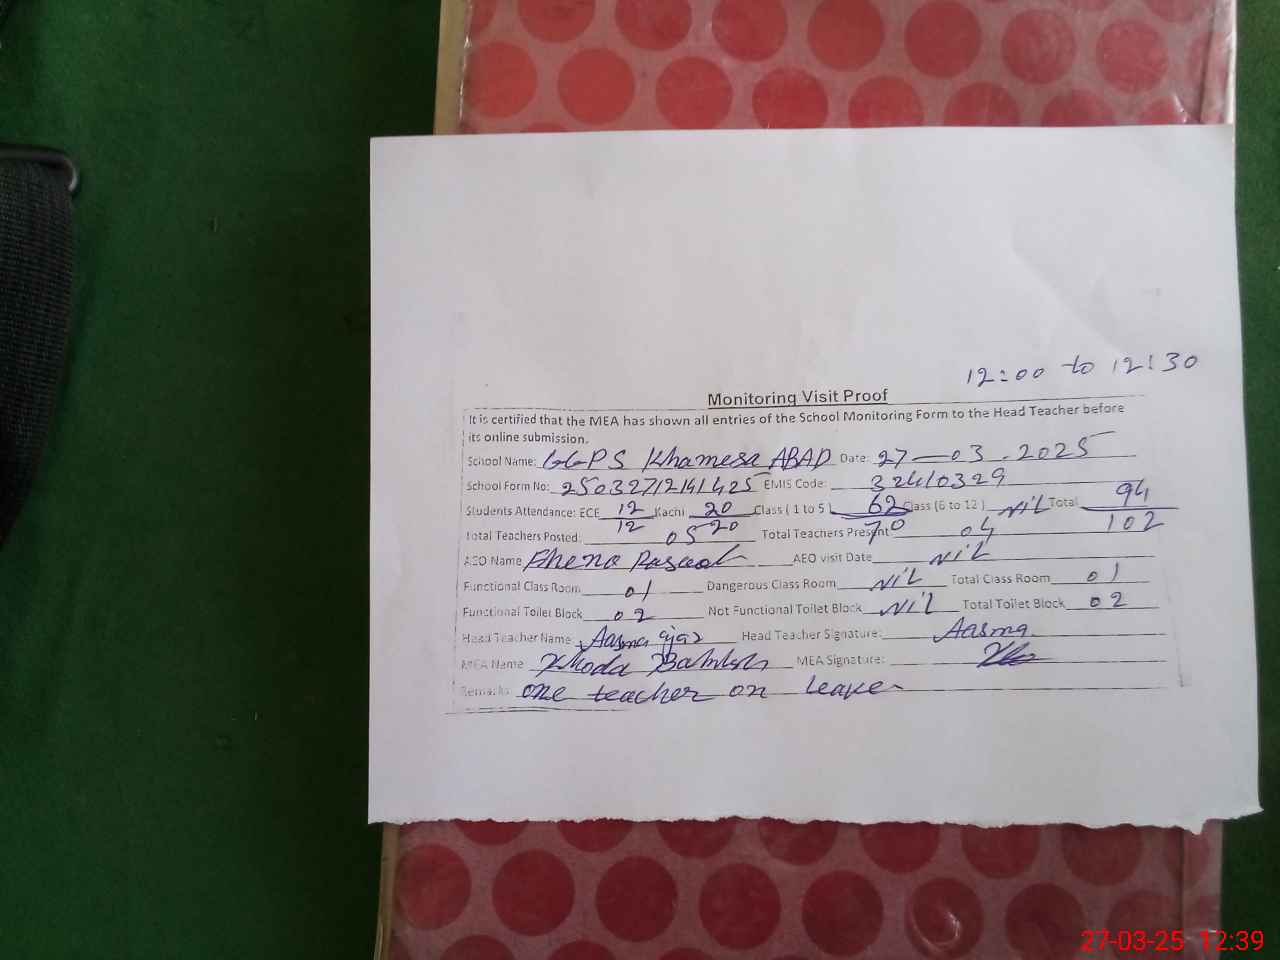 12:00 to 12:30
Monitoring Visit Proof
It is certified that the MEA has shown all entries of the School Monitoring Form to the Head Teacher before
its online submission.
School Name: GGPS Khamesa ABAD Date: 27-03-2025
School Form No: 25032712141425 EMIS Code: 32410329
Students Attendance: ECE 12 Kachi 20 Class (1 to 5) 62 Class (6 to 12) NiL Total 94
12 20 70 102
Total Teachers Posted: 05 Total Teachers Present 04
AEO Name AEO visit Date NiL
Functional Class Room 01 Dangerous Class Room NiL Total Class Room 01
Functional Toilet Block 02 Not Functional Toilet Block NiL Total Toilet Block 02
Head Teacher Name Aasma Head Teacher Signature: Aasma
MEA Name Khoda Bakhsh MEA Signature:
Remarks one teacher on leave
27-03-25 12:39